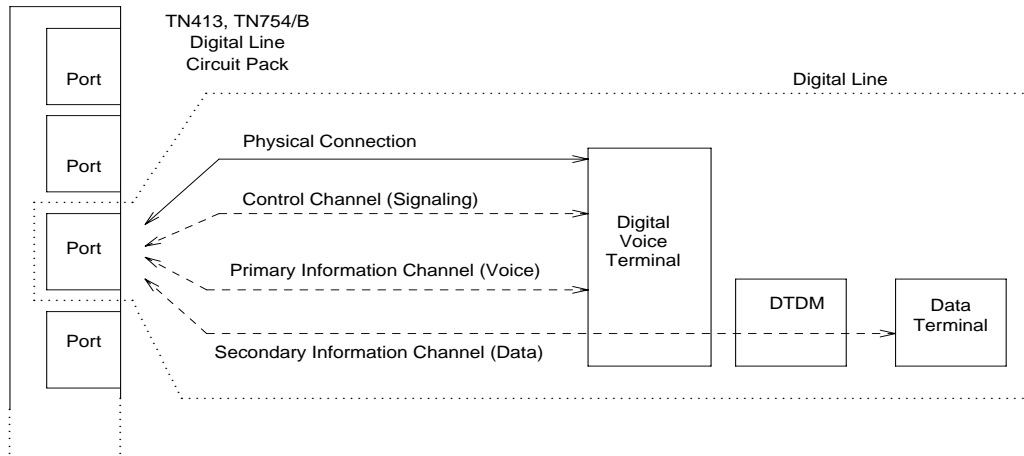 TN413, TN754/B
Digital Line
Circuit Pack
Port
Digital Line
Physical Connection
Port
Control Channel (Signaling)
Digital
Voice
Terminal
Port
Primary Information Channel (Voice)
DTDM
Data
Terminal
Port
Secondary Information Channel (Data)